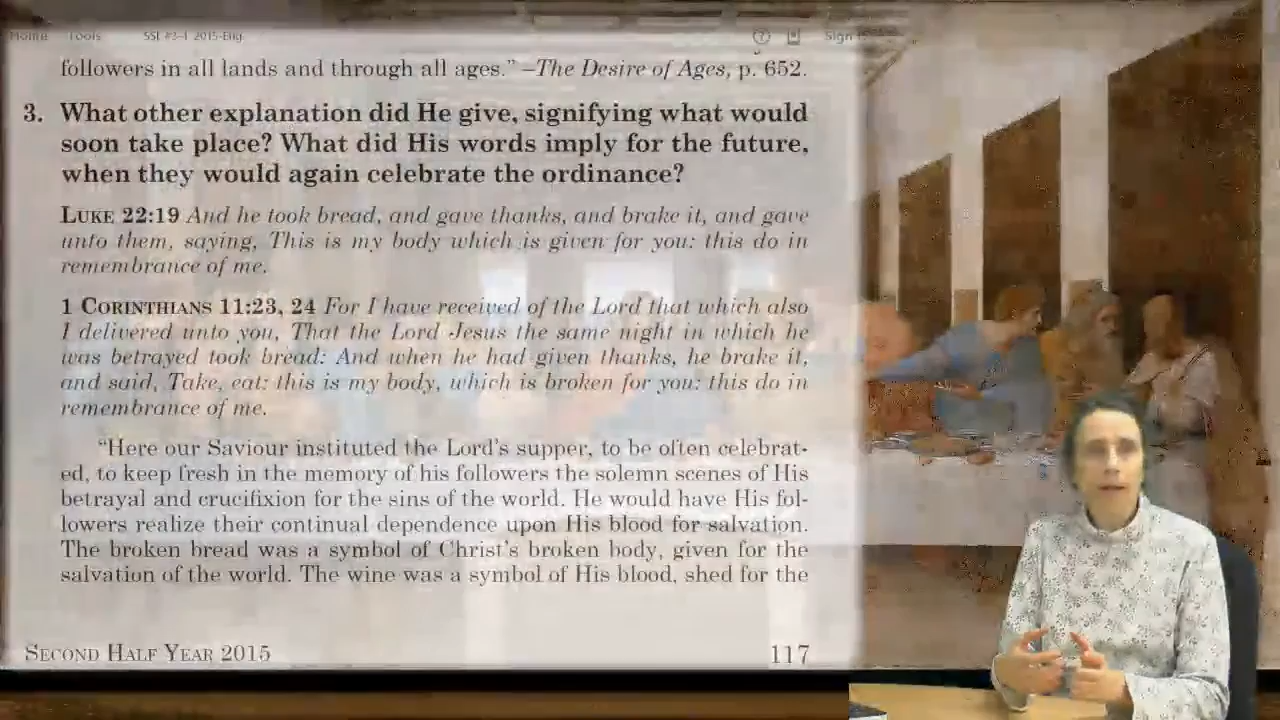 Home Tools SSL #3-4 2015-Eng Sign
followers in all lands and through all ages.” –The Desire of Ages, p. 652.
3. What other explanation did He give, signifying what would
soon take place? What did His words imply for the future,
when they would again celebrate the ordinance?
LUKE 22:19 And he took bread, and gave thanks, and brake it, and gave
unto them, saying, This is my body which is given for you: this do in
remembrance of me.
1 CORINTHIANS 11:23, 24 For I have received of the Lord that which also
I delivered unto you, That the Lord Jesus the same night in which he
was betrayed took bread: And when he had given thanks, he brake it,
and said, Take, eat: this is my body, which is broken for you: this do in
remembrance of me.
“Here our Saviour instituted the Lord’s supper, to be often celebrat-
ed, to keep fresh in the memory of his followers the solemn scenes of His
betrayal and crucifixion for the sins of the world. He would have His fol-
lowers realize their continual dependence upon His blood for salvation.
The broken bread was a symbol of Christ’s broken body, given for the
salvation of the world. The wine was a symbol of His blood, shed for the
SECOND HALF YEAR 2015 117